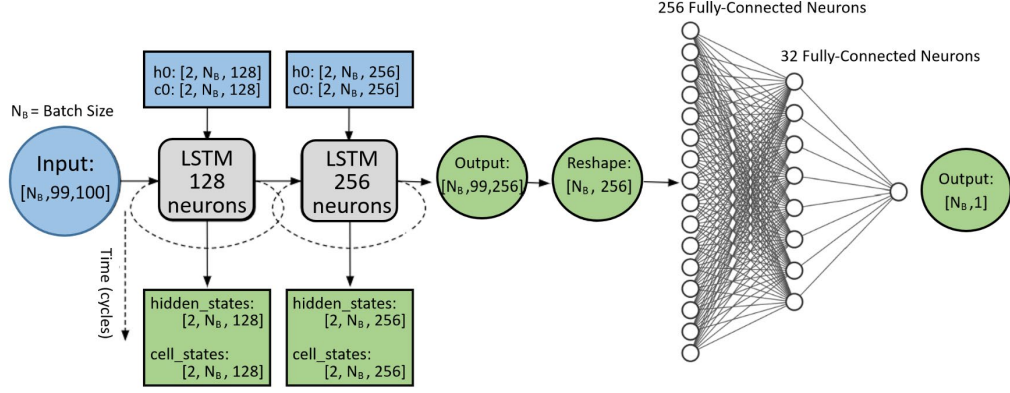 256 Fully-Connected Neurons
32 Fully-Connected Neurons
N_B = Batch Size
Input:
[N_B,99,100]
h0: [2, N_B, 128]
c0: [2, N_B, 128]
h0: [2, N_B, 256]
c0: [2, N_B, 256]
LSTM
128
neurons
LSTM
256
neurons
Output:
[N_B,99,256]
Reshape:
[N_B, 256]
Output:
[N_B,1]
Time (cycles)
hidden_states:
[2, N_B, 128]
cell_states:
[2, N_B, 128]
hidden_states:
[2, N_B, 256]
cell_states:
[2, N_B, 256]